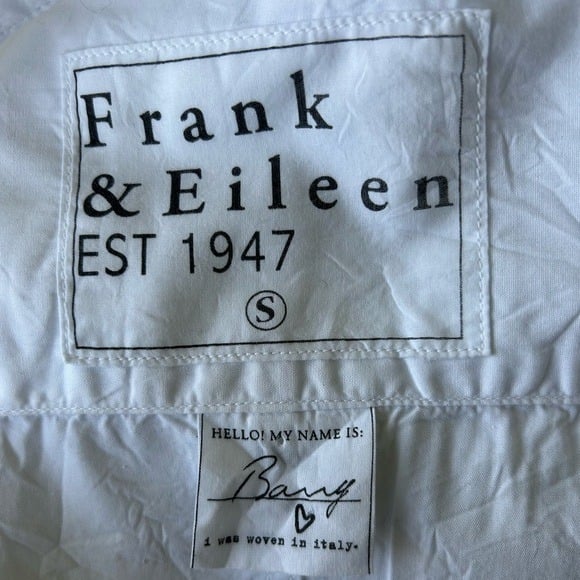 Frank
& Eileen
EST 1947
S
HELLO! MY NAME IS:
Barry
i was woven in italy.